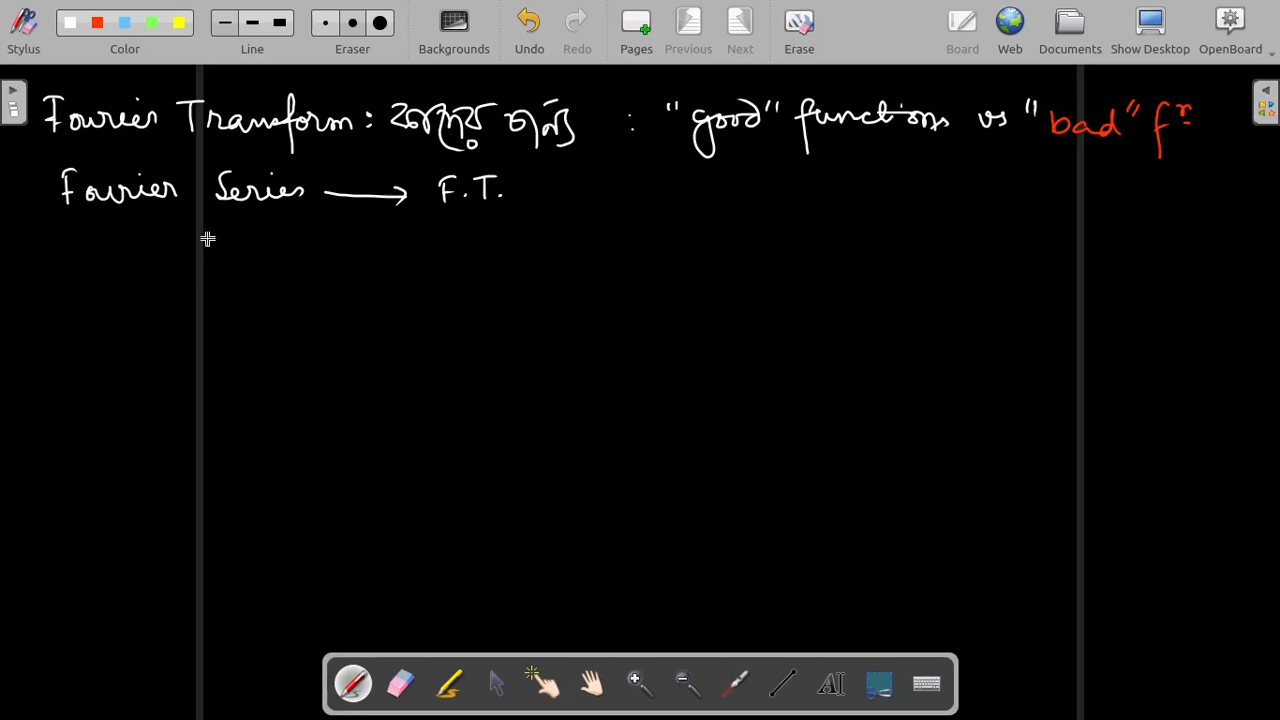 Stylus Color Line Eraser Backgrounds Undo Redo Pages Previous Next Erase Board Web Documents Show Desktop OpenBoard
Fourier Transform : : "good" functions vs "bad" fⁿ
Fourier Series → F.T.
AI